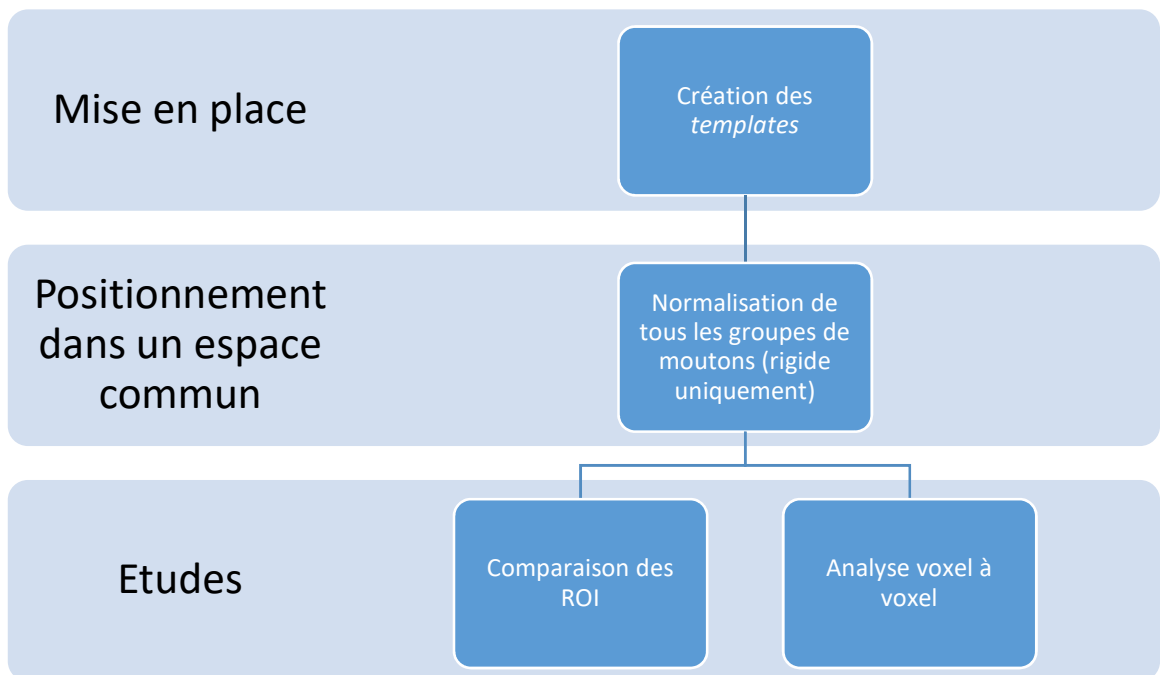 Mise en place
Création des
templates
Positionnement
dans un espace
commun
Normalisation de
tous les groupes de
moutons (rigide
uniquement)
Etudes
Comparaison des
ROI
Analyse voxel à
voxel